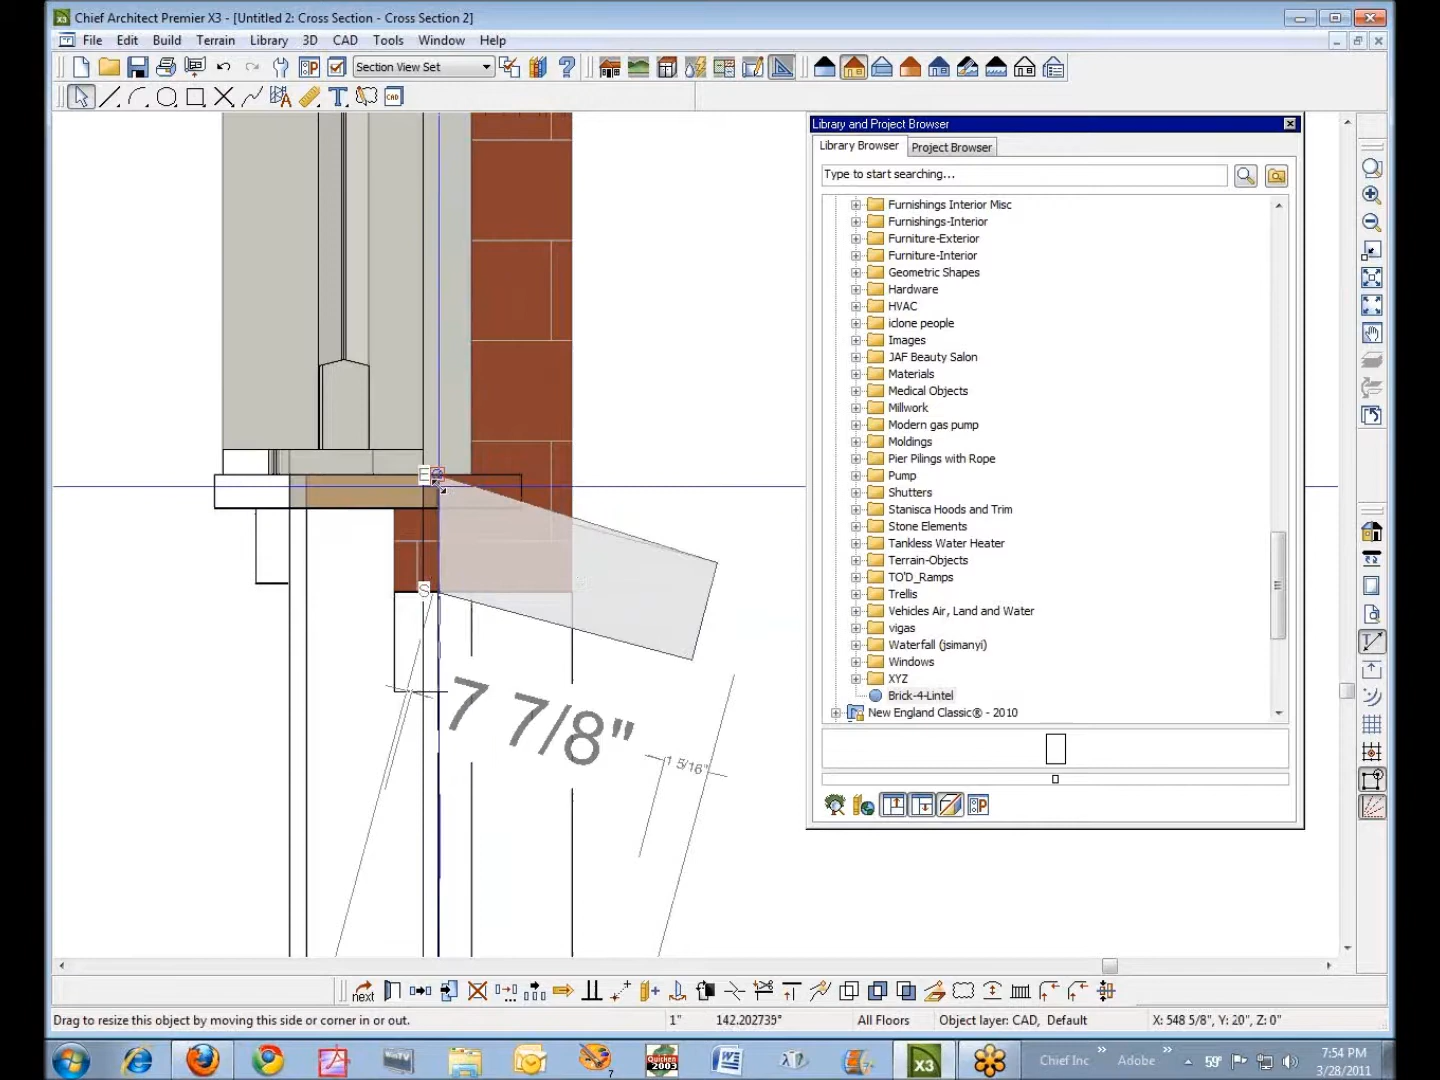 Chief Architect Premier X3 - [Untitled 2: Cross Section - Cross Section 2]
File Edit Build Terrain Library 3D CAD Tools Window Help
Section View Set
Library and Project Browser
Library Browser Project Browser
Type to start searching...
Furnishings Interior Misc
Furnishings-Interior
Furniture-Exterior
Furniture-Interior
Geometric Shapes
Hardware
HVAC
iclone people
Images
JAF Beauty Salon
Materials
Medical Objects
Millwork
Modern gas pump
Moldings
Pier Pilings with Rope
Pump
Shutters
Stanisca Hoods and Trim
Stone Elements
Tankless Water Heater
Terrain-Objects
TO'D_Ramps
Trellis
Vehicles Air, Land and Water
vigas
Waterfall (jsimanyi)
Windows
XYZ
Brick-4-Lintel
New England Classic® - 2010
E
S
7 7/8"
1 5/16"
next
Drag to resize this object by moving this side or corner in or out. 1" 142.202735° All Floors Object layer: CAD, Default X: 548 5/8", Y: 20", Z: 0"
Quicken 2003
X3
Chief Inc » Adobe » 59° 7:54 PM
3/28/2011